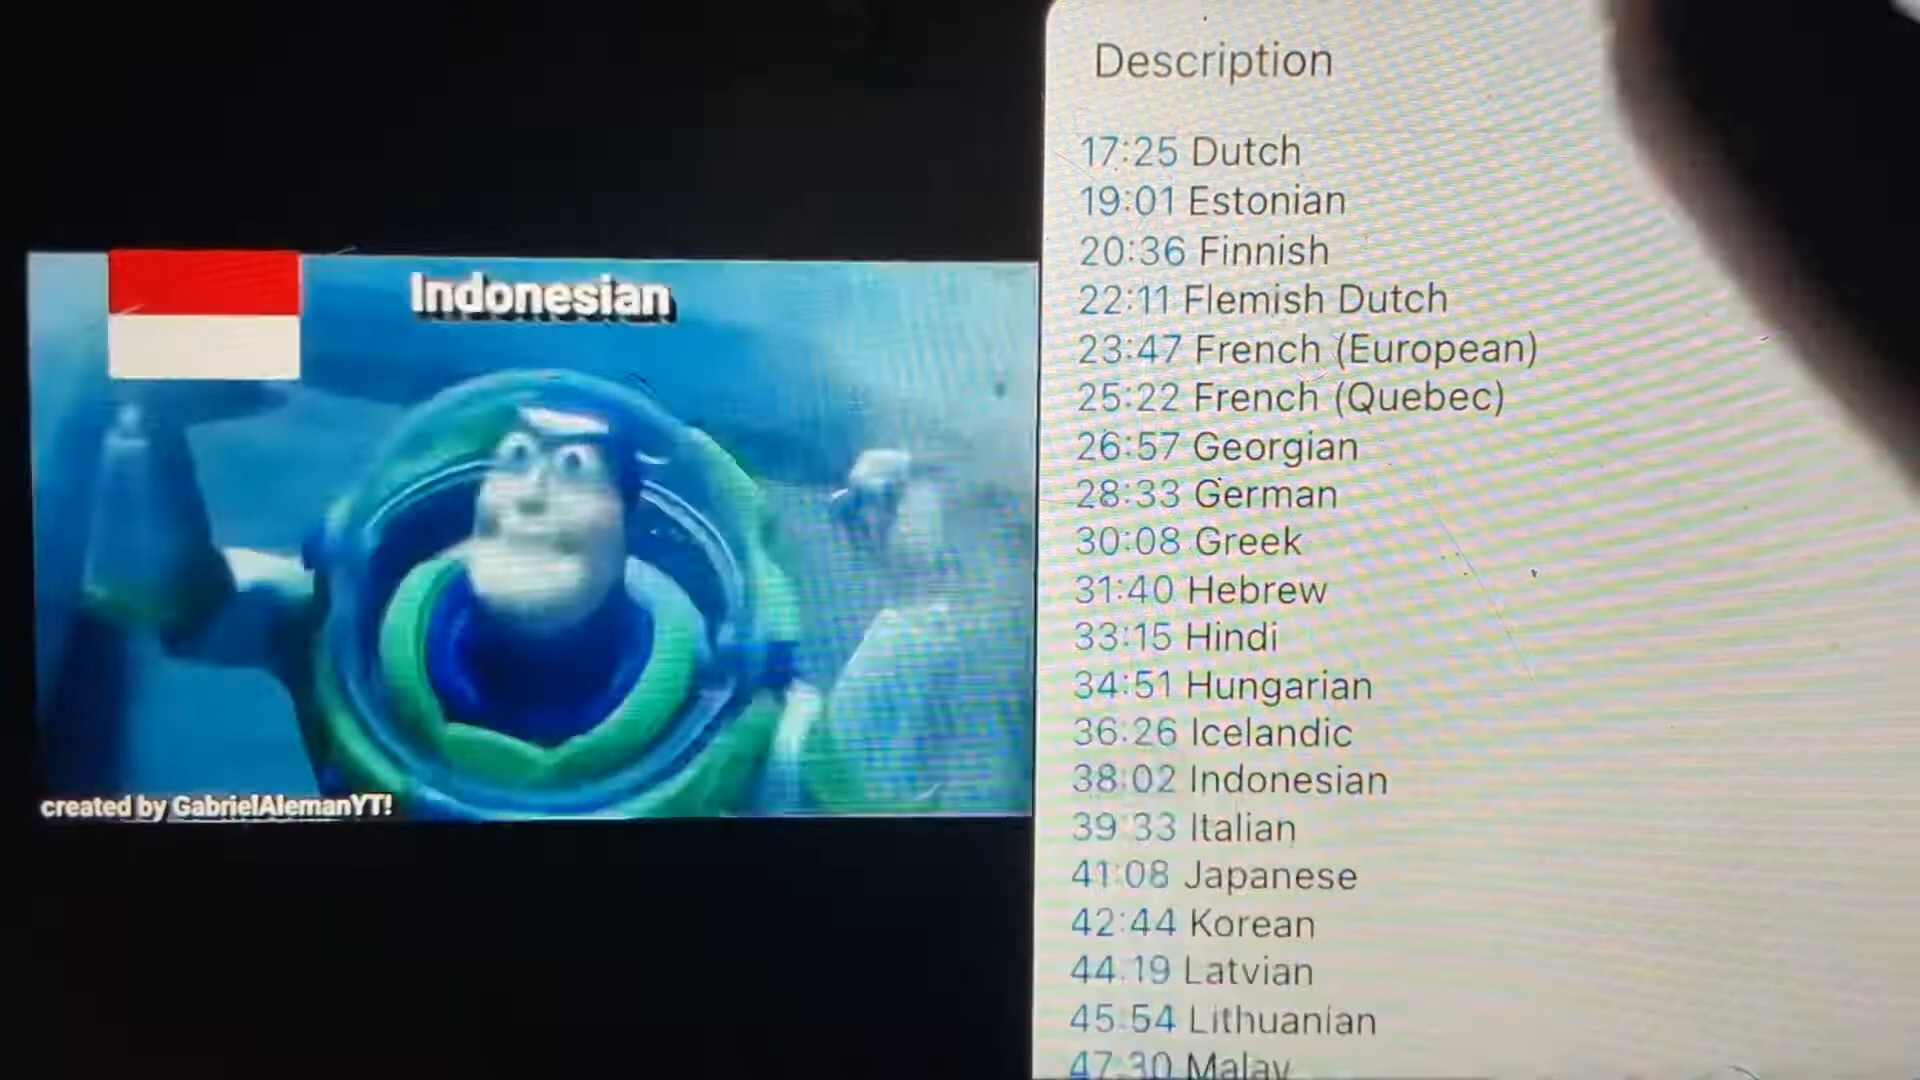 Indonesian
created by GabrielAlemanYT!
Description
17:25 Dutch
19:01 Estonian
20:36 Finnish
22:11 Flemish Dutch
23:47 French (European)
25:22 French (Quebec)
26:57 Georgian
28:33 German
30:08 Greek
31:40 Hebrew
33:15 Hindi
34:51 Hungarian
36:26 Icelandic
38:02 Indonesian
39:33 Italian
41:08 Japanese
42:44 Korean
44:19 Latvian
45:54 Lithuanian
47:30 Malay